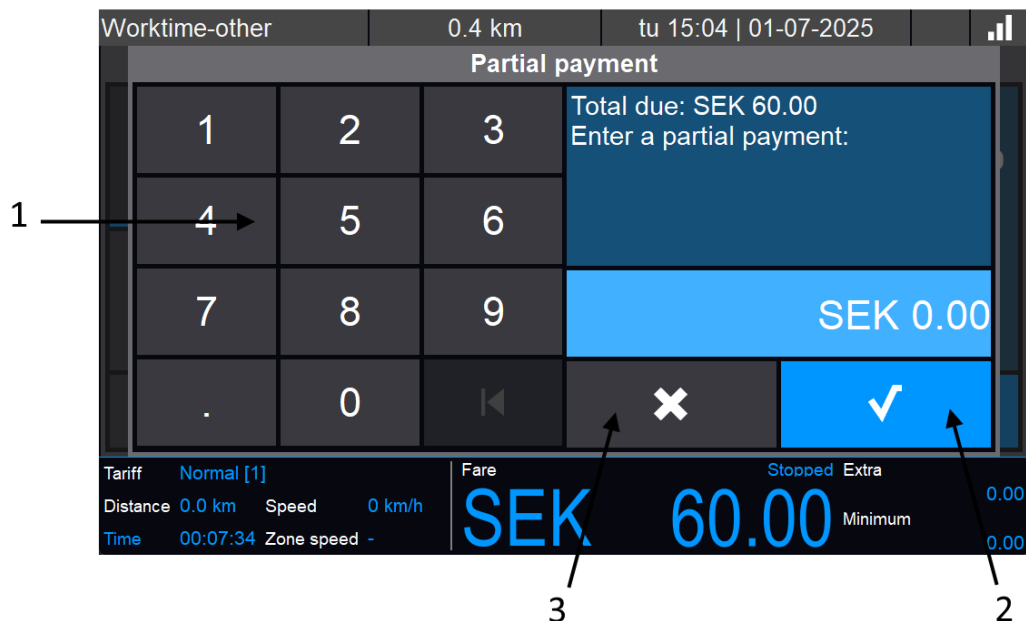 Worktime-other 0.4 km tu 15:04 | 01-07-2025
Partial payment
1 2 3
Total due: SEK 60.00
Enter a partial payment:
1
4 5 6
7 8 9
SEK 0.00
. 0
Tariff Normal [1]
Distance 0.0 km Speed 0 km/h
Time 00:07:34 Zone speed -
Fare Stopped
SEK 60.00
Extra 0.00
Minimum 0.00
3 2